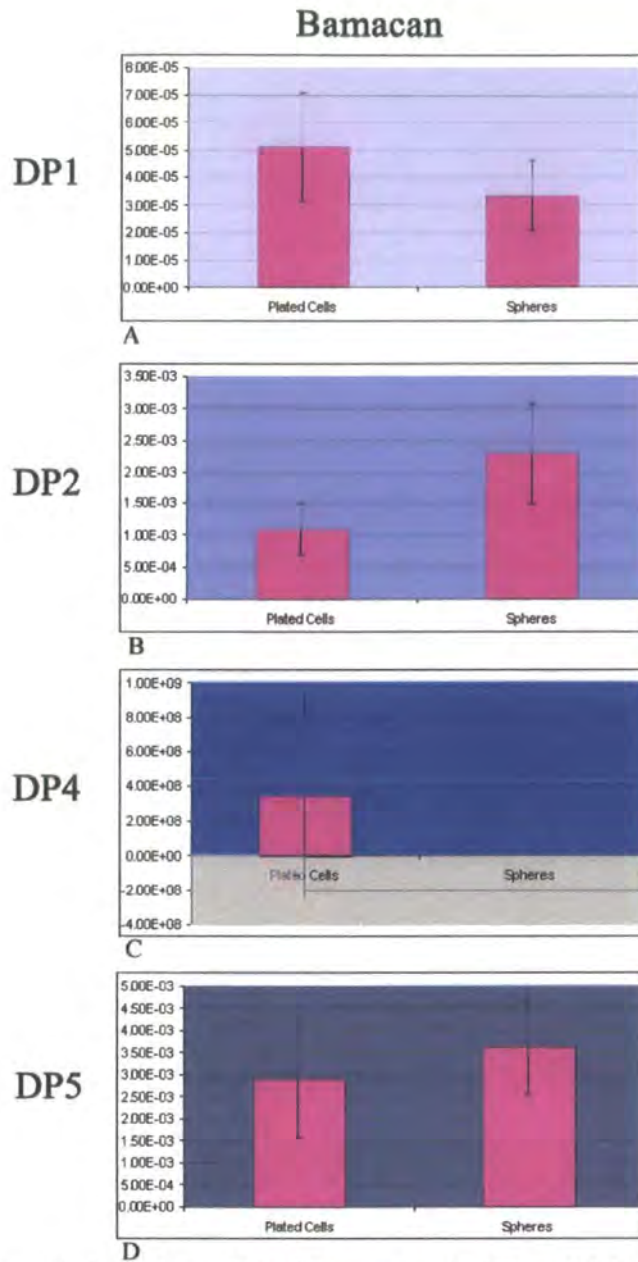 Bamacan
DP1
8.00E-05
7.00E-05
6.00E-05
5.00E-05
4.00E-05
3.00E-05
2.00E-05
1.00E-05
0.00E+00
Plated Cells Spheres
A
DP2
3.50E-03
3.00E-03
2.50E-03
2.00E-03
1.50E-03
1.00E-03
5.00E-04
0.00E+00
Plated Cells Spheres
B
DP4
1.00E+09
8.00E+08
6.00E+08
4.00E+08
2.00E+08
0.00E+00
-2.00E+08
-4.00E+08
Plated Cells Spheres
C
DP5
5.00E-03
4.50E-03
4.00E-03
3.50E-03
3.00E-03
2.50E-03
2.00E-03
1.50E-03
1.00E-03
5.00E-04
0.00E+00
Plated Cells Spheres
D